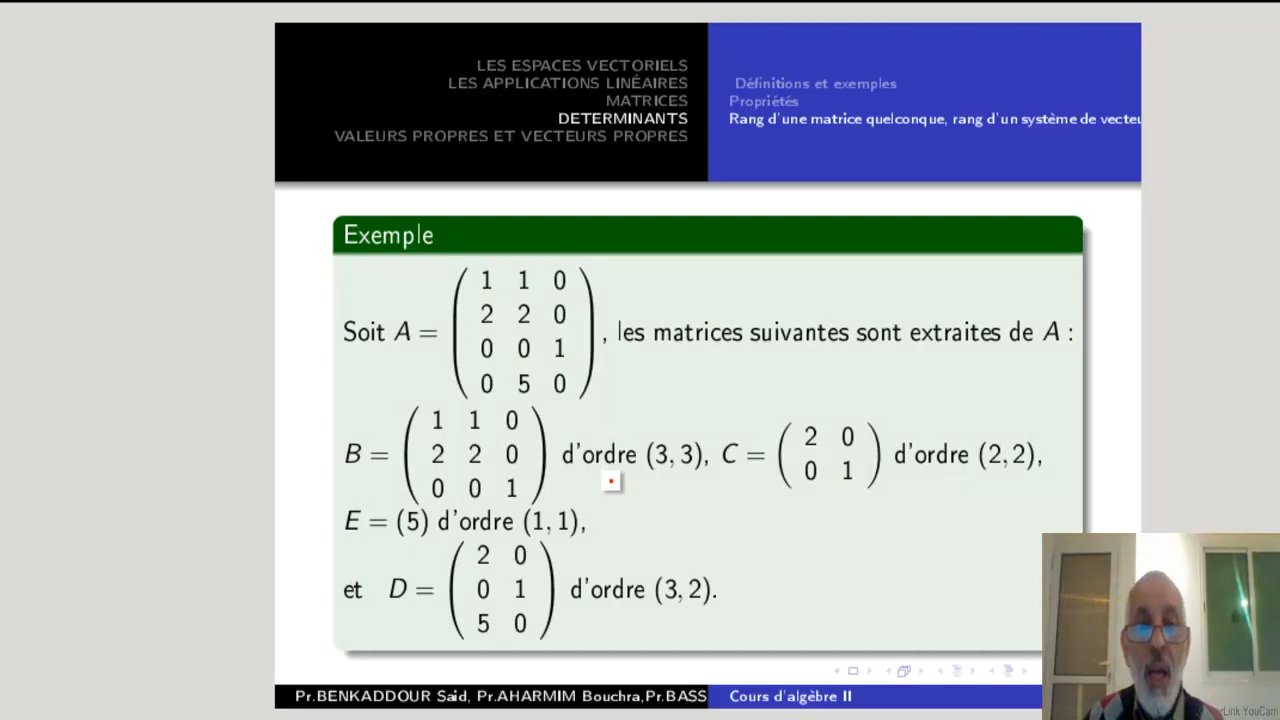 LES ESPACES VECTORIELS
LES APPLICATIONS LINÉAIRES
MATRICES
DETERMINANTS
VALEURS PROPRES ET VECTEURS PROPRES
Définitions et exemples
Propriétés
Rang d'une matrice quelconque, rang d'un système de vecteu
Exemple
1 1 0
2 2 0
Soit A = , les matrices suivantes sont extraites de A :
0 0 1
0 5 0
1 1 0
2 0
B = 2 2 0 d'ordre (3, 3), C = d'ordre (2, 2),
0 1
0 0 1
E = (5) d'ordre (1, 1),
2 0
et D = 0 1 d'ordre (3, 2).
5 0
Pr.BENKADDOUR Said, Pr.AHARMIM Bouchra,Pr.BASS
Cours d'algèbre II
erLink YouCam